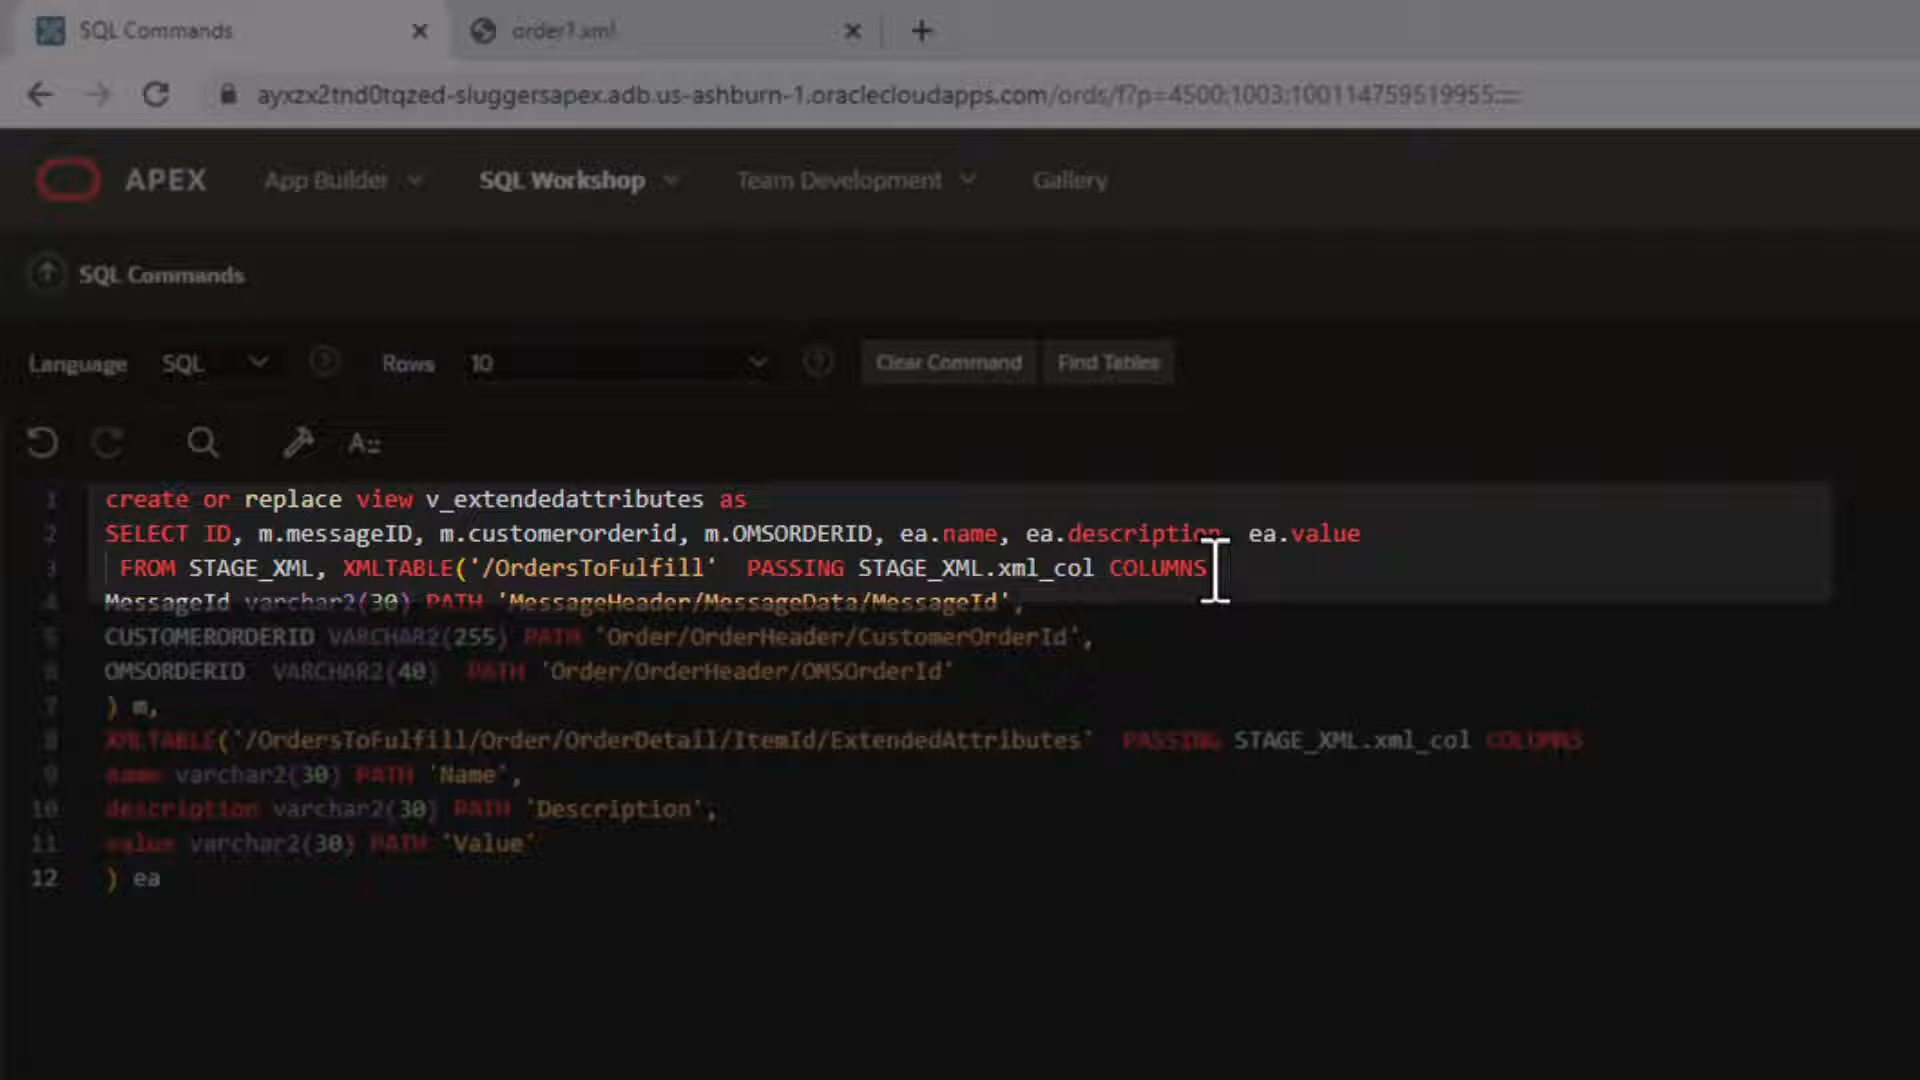 SQL Commands
order1.xml
ayxzx2tnd0tqzed-sluggersapex.adb.us-ashburn-1.oraclecloudapps.com/ords/f?p=4500:1003:100114759519955:::::
APEX App Builder SQL Workshop Team Development Gallery
SQL Commands
Language SQL Rows 10 Clear Command Find Tables
A::
1 create or replace view v_extendedattributes as
2 SELECT ID, m.messageID, m.customerorderid, m.OMSORDERID, ea.name, ea.description, ea.value
3 FROM STAGE_XML, XMLTABLE('/OrdersToFulfill' PASSING STAGE_XML.xml_col COLUMNS
4 MessageId varchar2(30) PATH 'MessageHeader/MessageData/MessageId',
5 CUSTOMERORDERID VARCHAR2(255) PATH 'Order/OrderHeader/CustomerOrderId',
6 OMSORDERID VARCHAR2(40) PATH 'Order/OrderHeader/OMSOrderId'
7 ) m,
8 XMLTABLE('/OrdersToFulfill/Order/OrderDetail/ItemId/ExtendedAttributes' PASSING STAGE_XML.xml_col COLUMNS
9 name varchar2(30) PATH 'Name',
10 description varchar2(30) PATH 'Description',
11 value varchar2(30) PATH 'Value'
12 ) ea